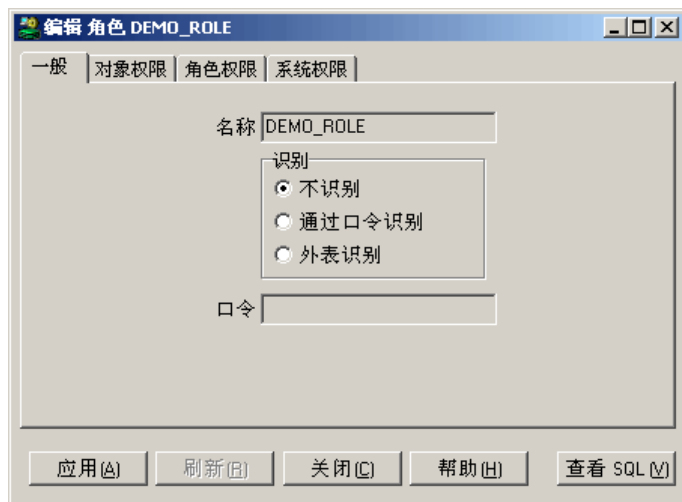 编辑 角色 DEMO_ROLE
一般 对象权限 角色权限 系统权限
名称 DEMO_ROLE
识别
不识别
通过口令识别
外表识别
口令
应用(A) 刷新(R) 关闭(C) 帮助(H) 查看 SQL (V)